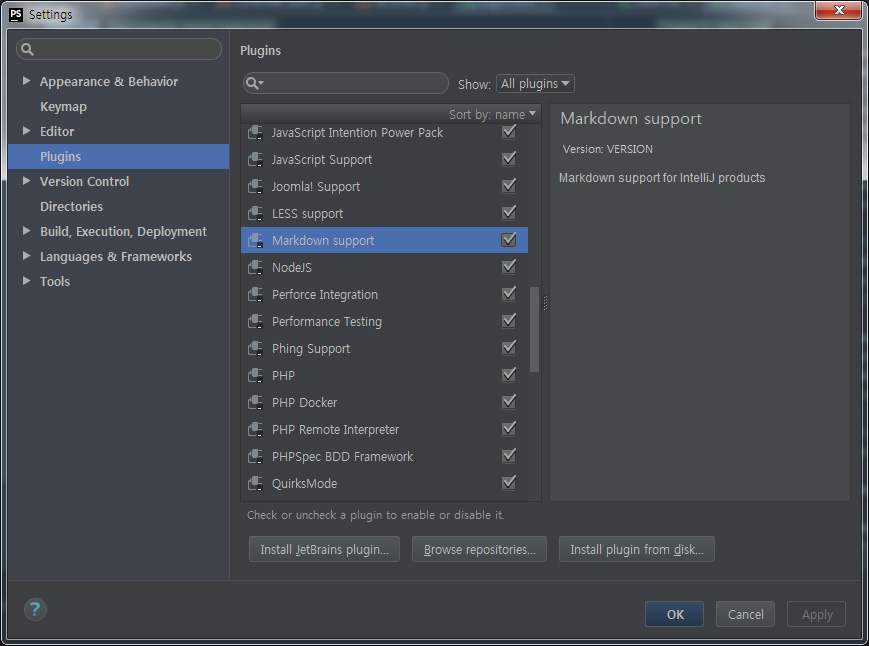 PS Settings
Appearance & Behavior
Keymap
Editor
Plugins
Version Control
Directories
Build, Execution, Deployment
Languages & Frameworks
Tools
Plugins
Show: All plugins
Sort by: name
JavaScript Intention Power Pack
JavaScript Support
Joomla! Support
LESS support
Markdown support
NodeJS
Perforce Integration
Performance Testing
Phing Support
PHP
PHP Docker
PHP Remote Interpreter
PHPSpec BDD Framework
QuirksMode
Markdown support
Version: VERSION
Markdown support for IntelliJ products
Check or uncheck a plugin to enable or disable it.
Install JetBrains plugin...
Browse repositories...
Install plugin from disk...
?
OK
Cancel
Apply